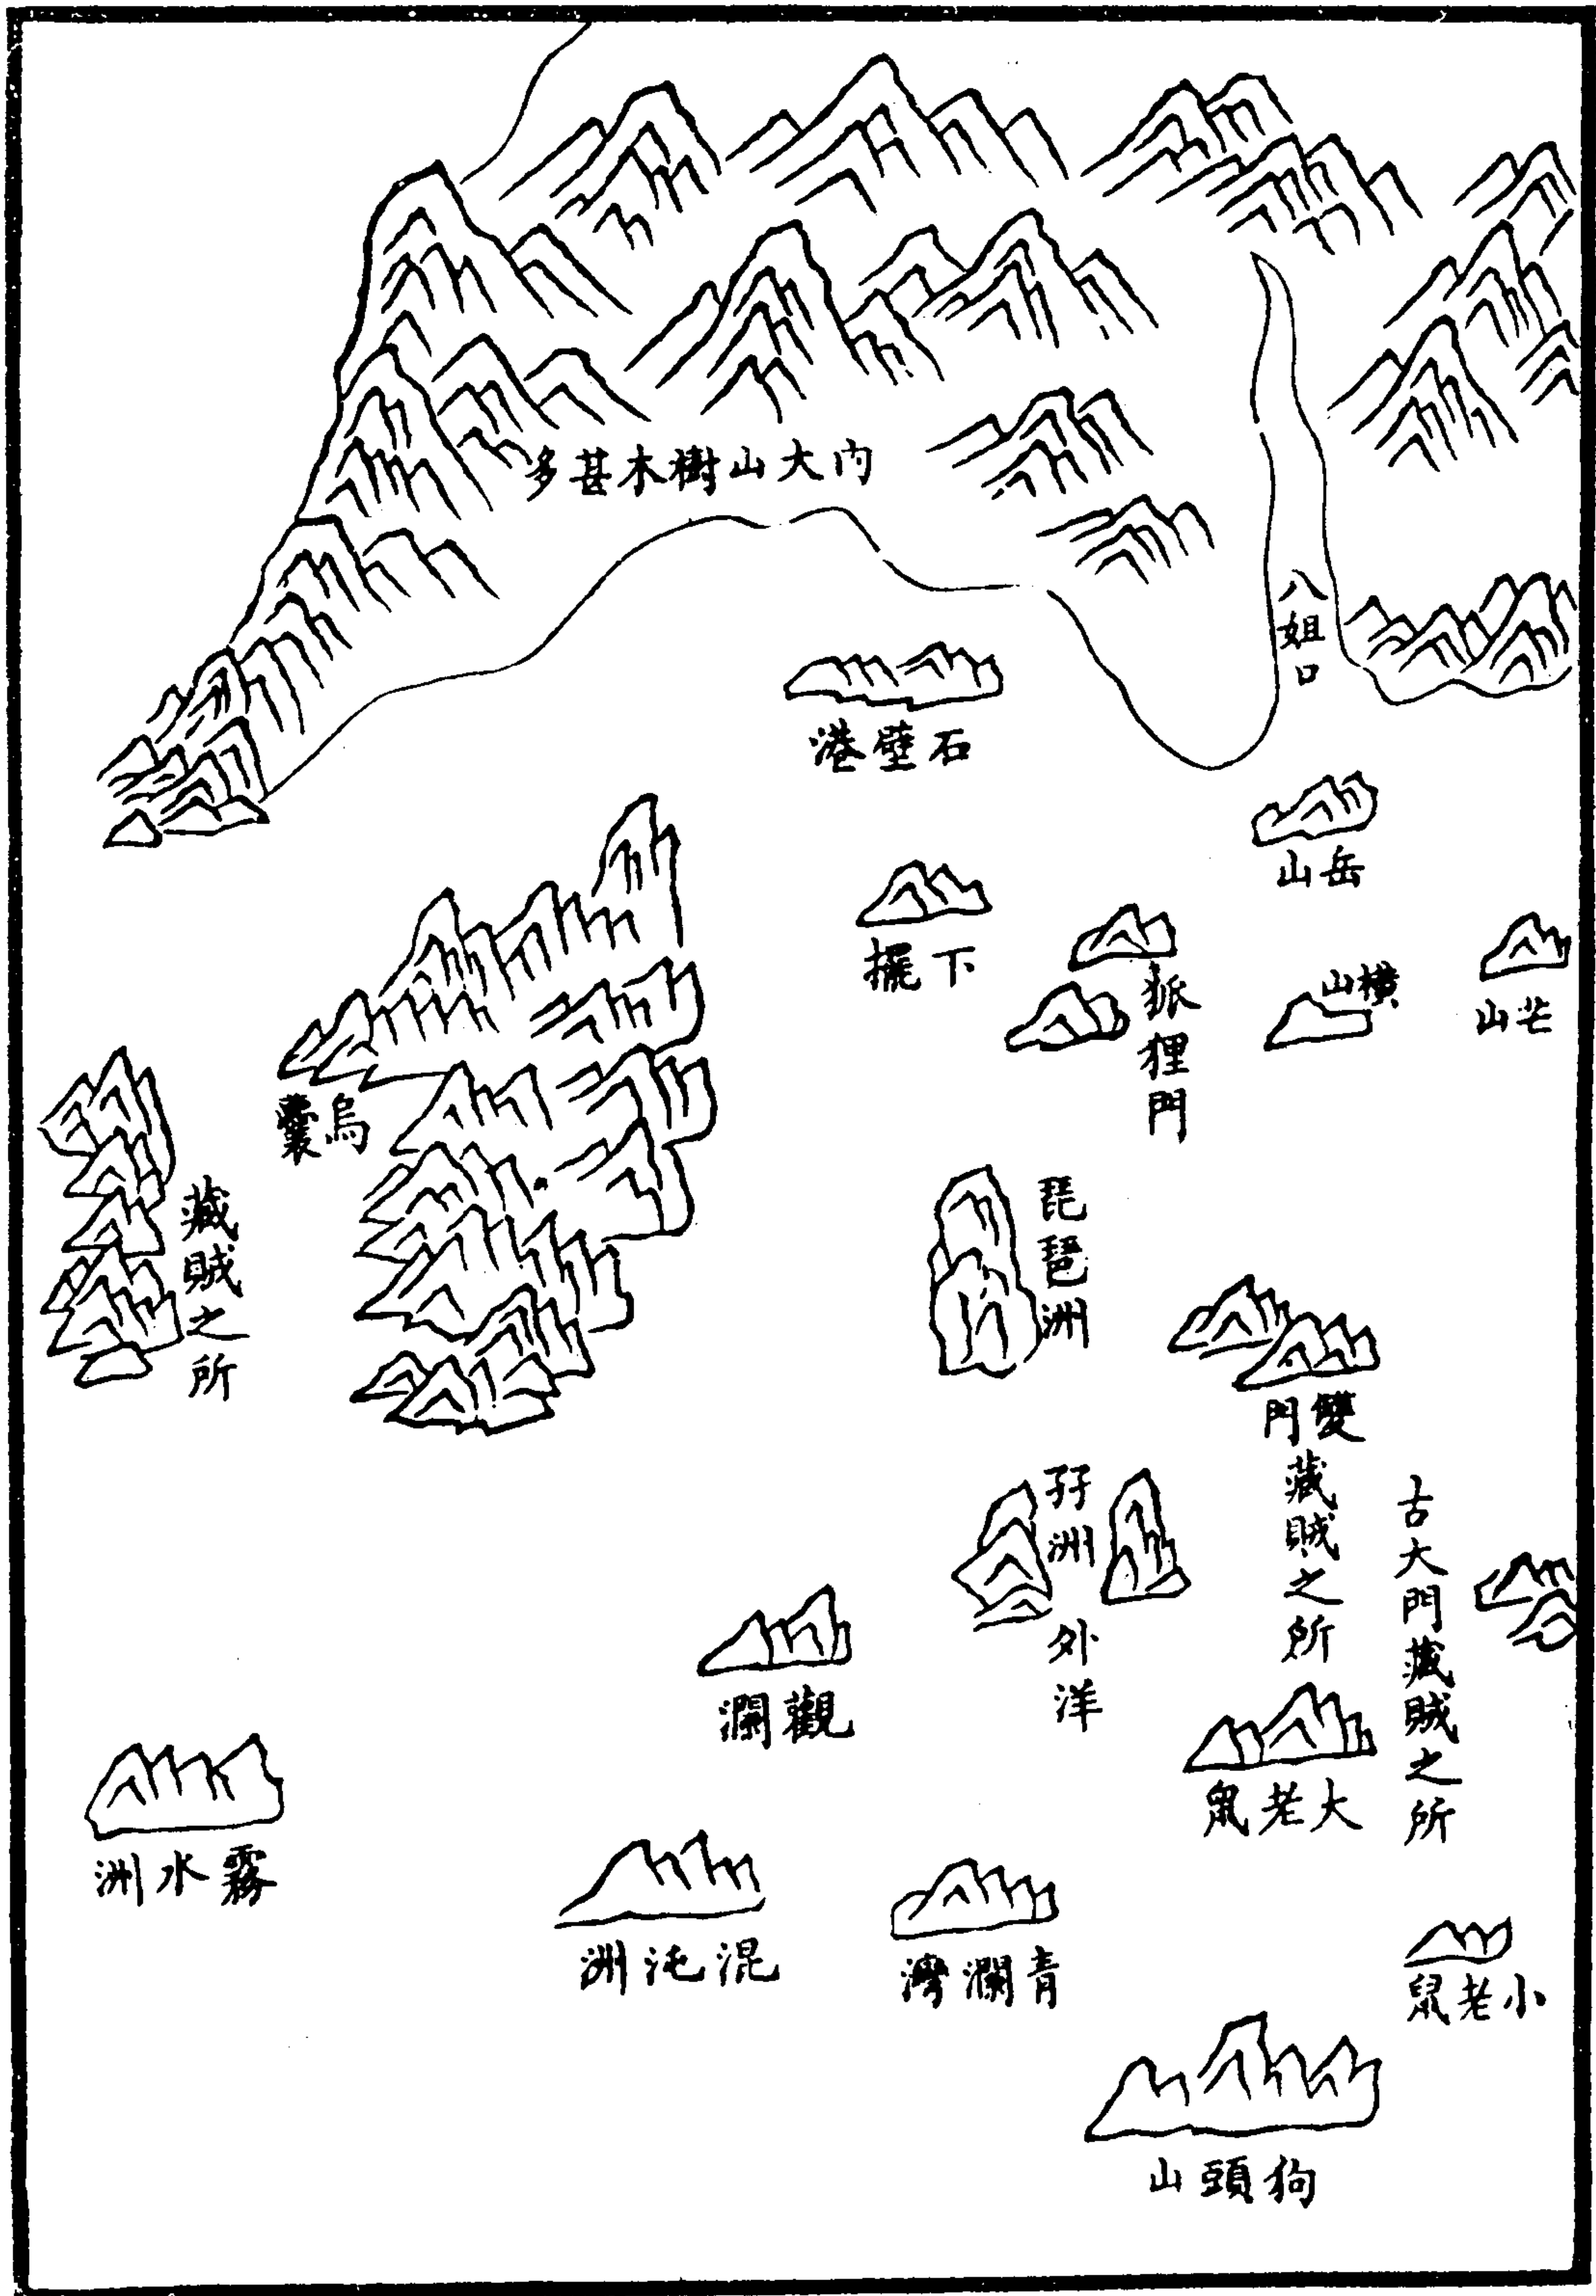 內大山樹木甚多
八姐口
石壁港
岳山
下擺
狐狸門
橫山
芒山
烏囊
藏賊之所
琵琶洲
雙門藏賊之所
孖洲外洋
古大門藏賊之所
觀瀾
大老鼠
霧水洲
混沌洲
青瀾灣
小老鼠
狗頭山